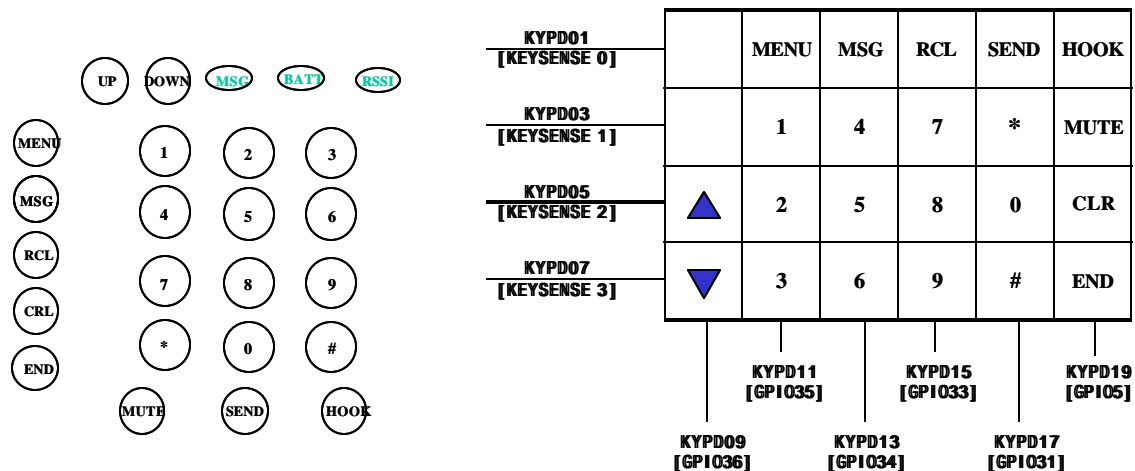 UP DOWN MSG BATT RSSI
MENU
1 2 3
MSG
4 5 6
RCL
7 8 9
CRL
* 0 #
END
MUTE SEND HOOK
KYPD01
[KEYSENSE 0]
MENU MSG RCL SEND HOOK
KYPD03
[KEYSENSE 1]
1 4 7 * MUTE
KYPD05
[KEYSENSE 2]
2 5 8 0 CLR
KYPD07
[KEYSENSE 3]
3 6 9 # END
KYPD11 KYPD15 KYPD19
[GPIO35] [GPIO33] [GPIO5]
KYPD09 KYPD13 KYPD17
[GPIO36] [GPIO34] [GPIO31]